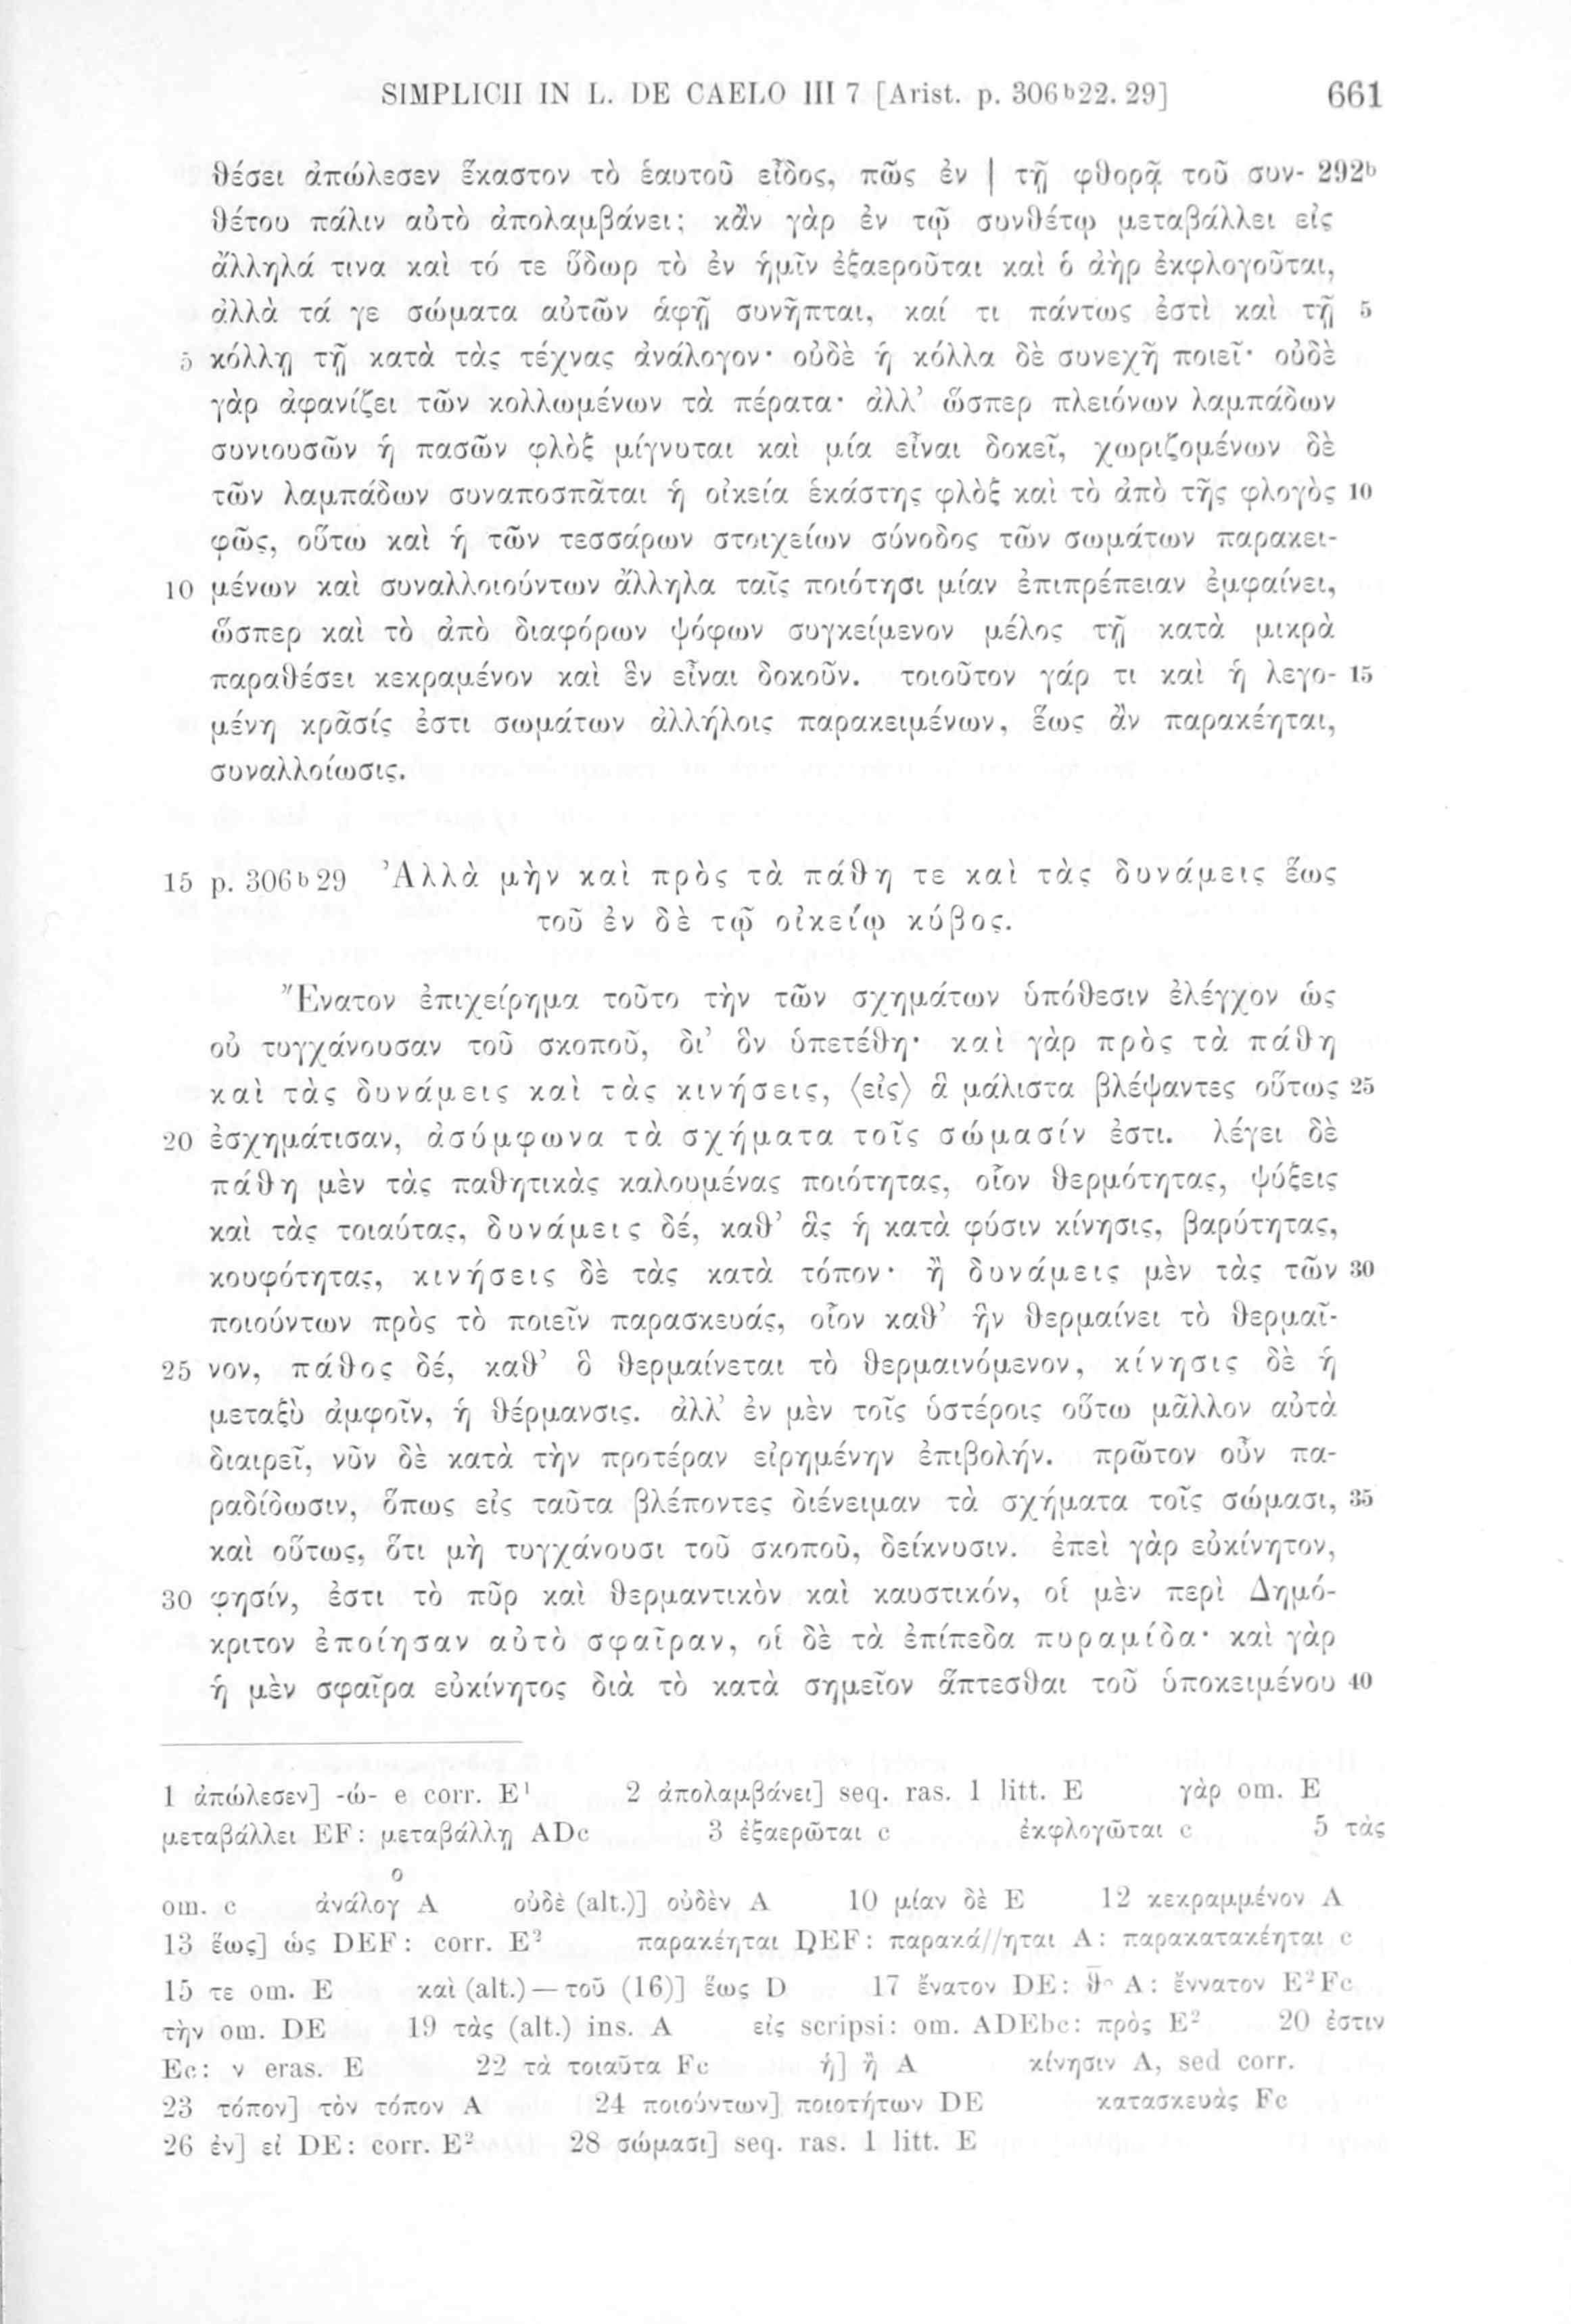 SIMPLICII IN L. DE CAELO III 7 [Arist. p. 306ᵇ22. 29] 661
θέσει ἀπώλεσεν ἕκαστον τὸ ἑαυτοῦ εἶδος, πῶς ἐν | τῇ φθορᾷ τοῦ συν- 292ᵇ
θέτου πάλιν αὐτὸ ἀπολαμβάνει; κἂν γὰρ ἐν τῷ συνθέτῳ μεταβάλλει εἰς
ἄλληλά τινα καὶ τό τε ὕδωρ τὸ ἐν ἡμῖν ἐξαεροῦται καὶ ὁ ἀὴρ ἐκφλογοῦται,
ἀλλὰ τά γε σώματα αὐτῶν ἁφῇ συνῆπται, καί τι πάντως ἐστὶ καὶ τῇ 5
5 κόλλῃ τῇ κατὰ τὰς τέχνας ἀνάλογον· οὐδὲ ἡ κόλλα δὲ συνεχῆ ποιεῖ· οὐδὲ
γὰρ ἀφανίζει τῶν κολλωμένων τὰ πέρατα· ἀλλ’ ὥσπερ πλειόνων λαμπάδων
συνιουσῶν ἡ πασῶν φλὸξ μίγνυται καὶ μία εἶναι δοκεῖ, χωριζομένων δὲ
τῶν λαμπάδων συναποσπᾶται ἡ οἰκεία ἑκάστης φλὸξ καὶ τὸ ἀπὸ τῆς φλογὸς 10
φῶς, οὕτω καὶ ἡ τῶν τεσσάρων στοιχείων σύνοδος τῶν σωμάτων παρακει-
10 μένων καὶ συναλλοιούντων ἄλληλα ταῖς ποιότησι μίαν ἐπιπρέπειαν ἐμφαίνει,
ὥσπερ καὶ τὸ ἀπὸ διαφόρων ψόφων συγκείμενον μέλος τῇ κατὰ μικρὰ
παραθέσει κεκραμένον καὶ ἓν εἶναι δοκοῦν. τοιοῦτον γάρ τι καὶ ἡ λεγο- 15
μένη κρᾶσίς ἐστι σωμάτων ἀλλήλοις παρακειμένων, ἕως ἂν παρακέηται,
συναλλοίωσις.
15 p. 306ᵇ29 Ἀλλὰ μὴν καὶ πρὸς τὰ πάθη τε καὶ τὰς δυνάμεις ἕως
τοῦ ἐν δὲ τῷ οἰκείῳ κύβος.
Ἔνατον ἐπιχείρημα τοῦτο τὴν τῶν σχημάτων ὑπόθεσιν ἐλέγχον ὡς
οὐ τυγχάνουσαν τοῦ σκοποῦ, δι’ ὃν ὑπετέθη· καὶ γὰρ πρὸς τὰ πάθη
καὶ τὰς δυνάμεις καὶ τὰς κινήσεις, ⟨εἰς⟩ ἃ μάλιστα βλέψαντες οὕτως 25
20 ἐσχημάτισαν, ἀσύμφωνα τὰ σχήματα τοῖς σώμασίν ἐστι. λέγει δὲ
πάθη μὲν τὰς παθητικὰς καλουμένας ποιότητας, οἷον θερμότητας, ψύξεις
καὶ τὰς τοιαύτας, δυνάμεις δέ, καθ’ ἃς ἡ κατὰ φύσιν κίνησις, βαρύτητας,
κουφότητας, κινήσεις δὲ τὰς κατὰ τόπον· ἢ δυνάμεις μὲν τὰς τῶν 30
ποιούντων πρὸς τὸ ποιεῖν παρασκευάς, οἷον καθ’ ἣν θερμαίνει τὸ θερμαῖ-
25 νον, πάθος δέ, καθ’ ὃ θερμαίνεται τὸ θερμαινόμενον, κίνησις δὲ ἡ
μεταξὺ ἀμφοῖν, ἡ θέρμανσις. ἀλλ’ ἐν μὲν τοῖς ὑστέροις οὕτω μᾶλλον αὐτὰ
διαιρεῖ, νῦν δὲ κατὰ τὴν προτέραν εἰρημένην ἐπιβολήν. πρῶτον οὖν πα-
ραδίδωσιν, ὅπως εἰς ταῦτα βλέποντες διένειμαν τὰ σχήματα τοῖς σώμασι, 35
καὶ οὕτως, ὅτι μὴ τυγχάνουσι τοῦ σκοποῦ, δείκνυσιν. ἐπεὶ γὰρ εὐκίνητον,
30 φησίν, ἐστι τὸ πῦρ καὶ θερμαντικὸν καὶ καυστικόν, οἱ μὲν περὶ Δημό-
κριτον ἐποίησαν αὐτὸ σφαῖραν, οἱ δὲ τὰ ἐπίπεδα πυραμίδα· καὶ γὰρ
ἡ μὲν σφαῖρα εὐκίνητος διὰ τὸ κατὰ σημεῖον ἅπτεσθαι τοῦ ὑποκειμένου 40
1 ἀπώλεσεν] -ώ- e corr. E¹ 2 ἀπολαμβάνει] seq. ras. 1 litt. E γὰρ om. E
μεταβάλλει EF: μεταβάλλῃ ADc 3 ἐξαερῶται c ἐκφλογῶται c 5 τὰς
ο
om. c ἀνάλογ A οὐδὲ (alt.)] οὐδὲν A 10 μίαν δὲ E 12 κεκραμμένον A
13 ἕως] ὡς DEF: corr. E² παρακέηται DEF: παρακά//ηται A: παρακατακέηται c
15 τε om. E καὶ (alt.) — τοῦ (16)] ἕως D 17 ἔνατον DE: A: ἔννατον E²Fc
τὴν om. DE 19 τὰς (alt.) ins. A εἰς scripsi: om. ADEbc: πρὸς E² 20 ἐστιν
Ec: ν eras. E 22 τὰ τοιαῦτα Fc ἡ] ἢ A κίνησιν A, sed corr.
23 τόπον] τὸν τόπον A 24 ποιούντων] ποιοτήτων DE κατασκευὰς Fc
26 ἐν] εἰ DE: corr. E² 28 σώμασι] seq. ras. 1 litt. E